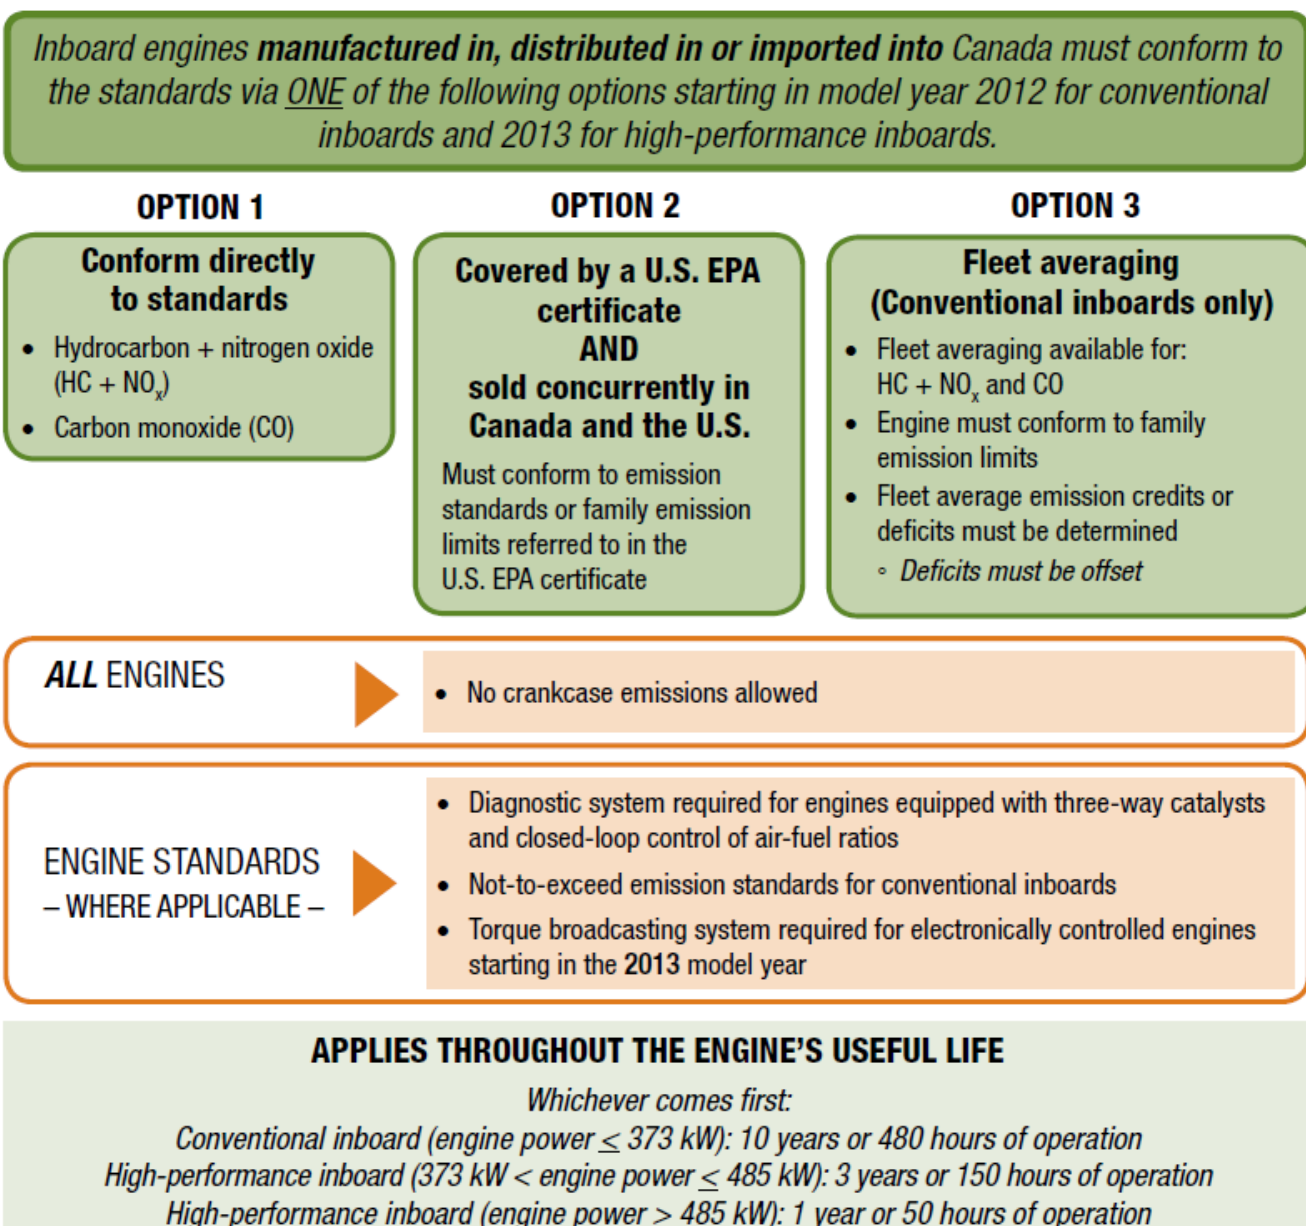 Inboard engines manufactured in, distributed in or imported into Canada must conform to
the standards via ONE of the following options starting in model year 2012 for conventional
inboards and 2013 for high-performance inboards.
OPTION 1
Conform directly
to standards
• Hydrocarbon + nitrogen oxide
(HC + NOx)
• Carbon monoxide (CO)
OPTION 2
Covered by a U.S. EPA
certificate
AND
sold concurrently in
Canada and the U.S.
Must conform to emission
standards or family emission
limits referred to in the
U.S. EPA certificate
OPTION 3
Fleet averaging
(Conventional inboards only)
• Fleet averaging available for:
HC + NOx and CO
• Engine must conform to family
emission limits
• Fleet average emission credits or
deficits must be determined
◦ Deficits must be offset
ALL ENGINES
• No crankcase emissions allowed
ENGINE STANDARDS
– WHERE APPLICABLE –
• Diagnostic system required for engines equipped with three-way catalysts
and closed-loop control of air-fuel ratios
• Not-to-exceed emission standards for conventional inboards
• Torque broadcasting system required for electronically controlled engines
starting in the 2013 model year
APPLIES THROUGHOUT THE ENGINE’S USEFUL LIFE
Whichever comes first:
Conventional inboard (engine power ≤ 373 kW): 10 years or 480 hours of operation
High-performance inboard (373 kW < engine power ≤ 485 kW): 3 years or 150 hours of operation
High-performance inboard (engine power > 485 kW): 1 year or 50 hours of operation